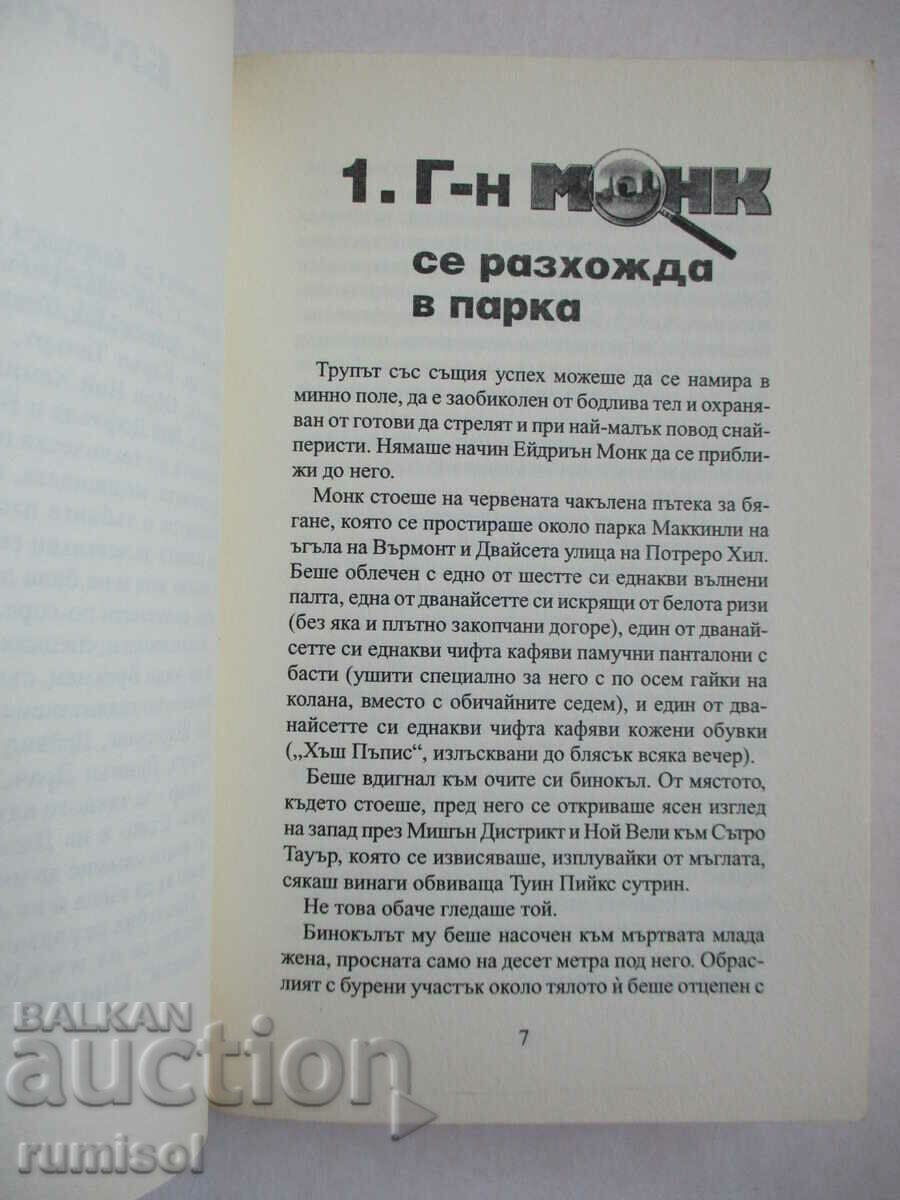 1. Г-н МОНК
се разхожда
в парка
Трупът със същия успех можеше да се намира в
минно поле, да е заобиколен от бодлива тел и охраня-
ван от готови да стрелят и при най-малък повод снай-
перисти. Нямаше начин Ейдриън Монк да се прибли-
жи до него.
Монк стоеше на червената чакълена пътека за бя-
гане, която се простираше около парка Маккинли на
ъгъла на Върмонт и Двайсета улица на Потреро Хил.
Беше облечен с едно от шестте си еднакви вълнени
палта, една от дванайсетте си искрящи от белота ризи
(без яка и плътно закопчани догоре), един от дванай-
сетте си еднакви чифта кафяви памучни панталони с
басти (ушити специално за него с по осем гайки на
колана, вместо с обичайните седем), и един от два-
найсетте си еднакви чифта кафяви кожени обувки
(„Хъш Пъпис“, излъсквани до блясък всяка вечер).
Беше вдигнал към очите си бинокъл. От мястото,
където стоеше, пред него се откриваше ясен изглед
на запад през Мишън Дистрикт и Ной Вели към Сътро
Тауър, която се извисяваше, изплувайки от мъглата,
сякаш винаги обвиваща Туин Пийкс сутрин.
Не това обаче гледаше той.
Бинокълът му беше насочен към мъртвата млада
жена, просната само на десет метра под него. Обрас-
лият с бурени участък около тялото ѝ беше отцепен с
7
BALKAN
auction
rumisol